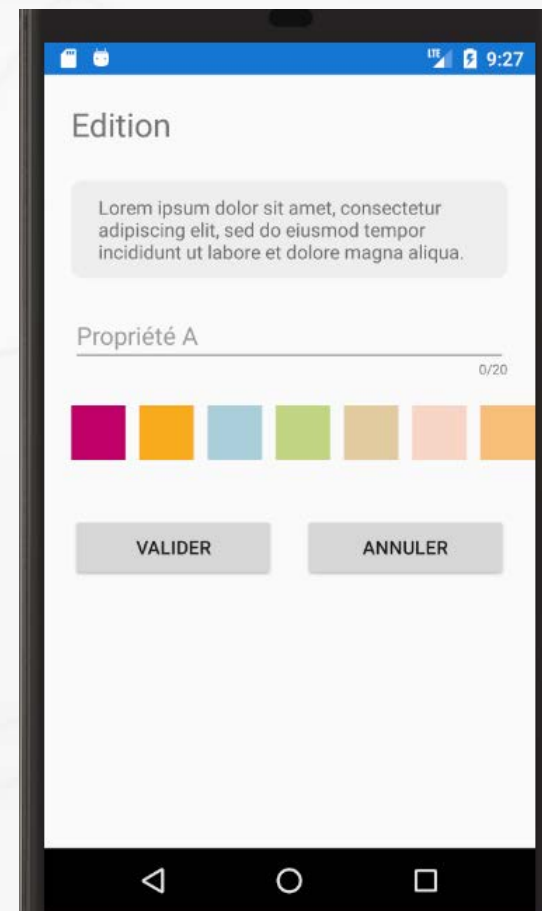 LTE 9:27
Edition
Lorem ipsum dolor sit amet, consectetur
adipiscing elit, sed do eiusmod tempor
incididunt ut labore et dolore magna aliqua.
Propriété A
0/20
VALIDER ANNULER